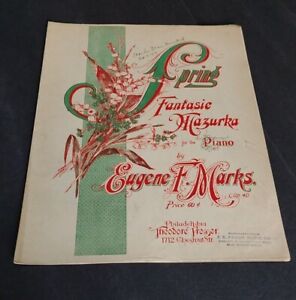 Spring
Fantasie
Mazurka
for the Piano
by
Eugene F. Marks.
Op. 40
Price 60¢
Philadelphia
Theodore Presser
1712 Chestnut St.